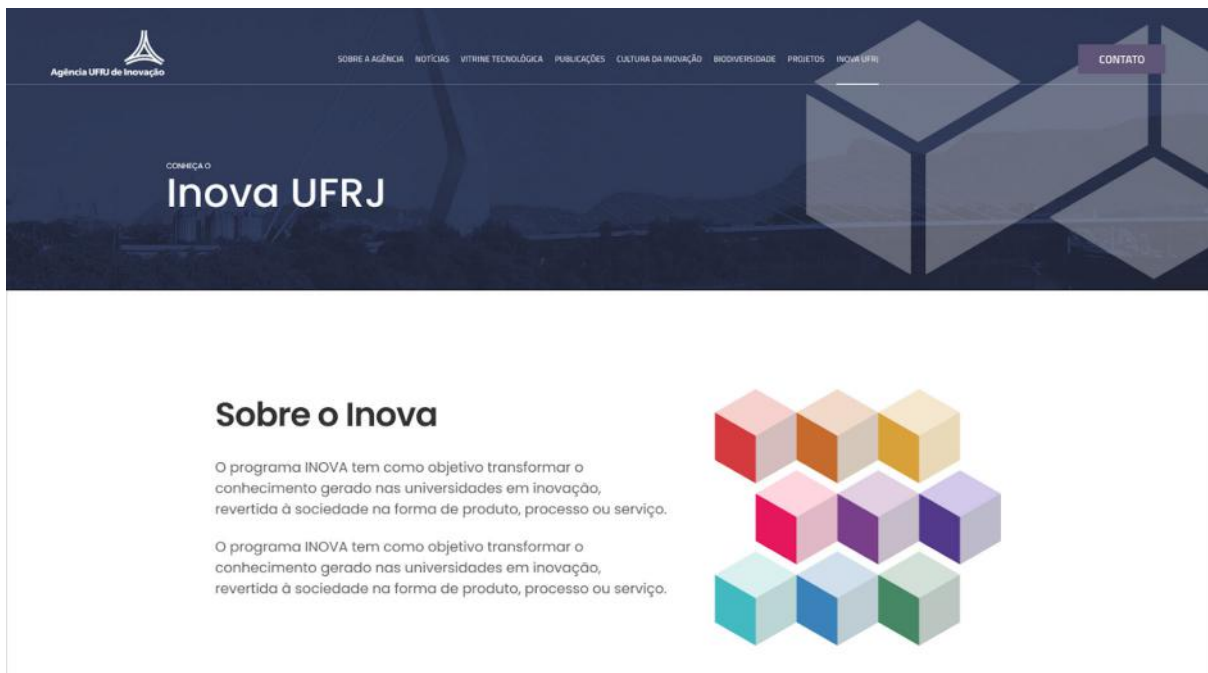 Agência UFRJ de Inovação
SOBRE A AGÊNCIA NOTÍCIAS VITRINE TECNOLÓGICA PUBLICAÇÕES CULTURA DA INOVAÇÃO BIODIVERSIDADE PROJETOS INOVA UFRJ
CONTATO
CONHEÇA O
Inova UFRJ
Sobre o Inova
O programa INOVA tem como objetivo transformar o
conhecimento gerado nas universidades em inovação,
revertida à sociedade na forma de produto, processo ou serviço.
O programa INOVA tem como objetivo transformar o
conhecimento gerado nas universidades em inovação,
revertida à sociedade na forma de produto, processo ou serviço.